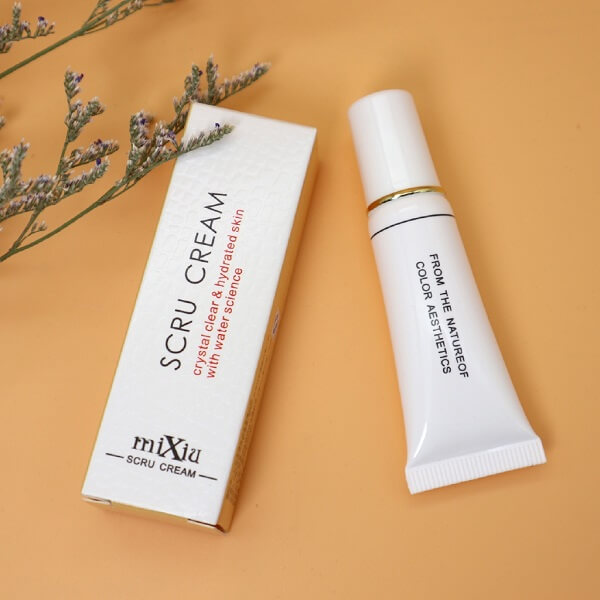 SCRU CREAM
crystal clear & hydrated skin
with water science
miXiu
SCRU CREAM
FROM THE NATUREOF
COLOR AESTHETICS